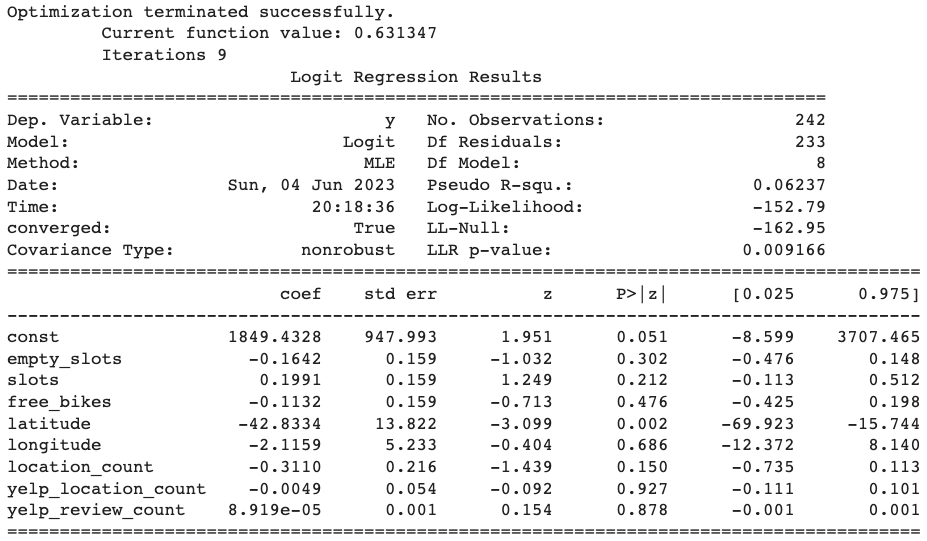 Optimization terminated successfully.
         Current function value: 0.631347
         Iterations 9
                           Logit Regression Results
==============================================================================
Dep. Variable:                      y   No. Observations:                  242
Model:                          Logit   Df Residuals:                      233
Method:                           MLE   Df Model:                            8
Date:                Sun, 04 Jun 2023   Pseudo R-squ.:                 0.06237
Time:                        20:18:36   Log-Likelihood:                -152.79
converged:                       True   LL-Null:                       -162.95
Covariance Type:            nonrobust   LLR p-value:                  0.009166
=======================================================================================
                          coef    std err          z      P>|z|      [0.025      0.975]
---------------------------------------------------------------------------------------
const                1849.4328    947.993      1.951      0.051      -8.599    3707.465
empty_slots            -0.1642      0.159     -1.032      0.302      -0.476       0.148
slots                   0.1991      0.159      1.249      0.212      -0.113       0.512
free_bikes             -0.1132      0.159     -0.713      0.476      -0.425       0.198
latitude              -42.8334     13.822     -3.099      0.002     -69.923     -15.744
longitude              -2.1159      5.233     -0.404      0.686     -12.372       8.140
location_count         -0.3110      0.216     -1.439      0.150      -0.735       0.113
yelp_location_count    -0.0049      0.054     -0.092      0.927      -0.111       0.101
yelp_review_count    8.919e-05      0.001      0.154      0.878      -0.001       0.001
=======================================================================================